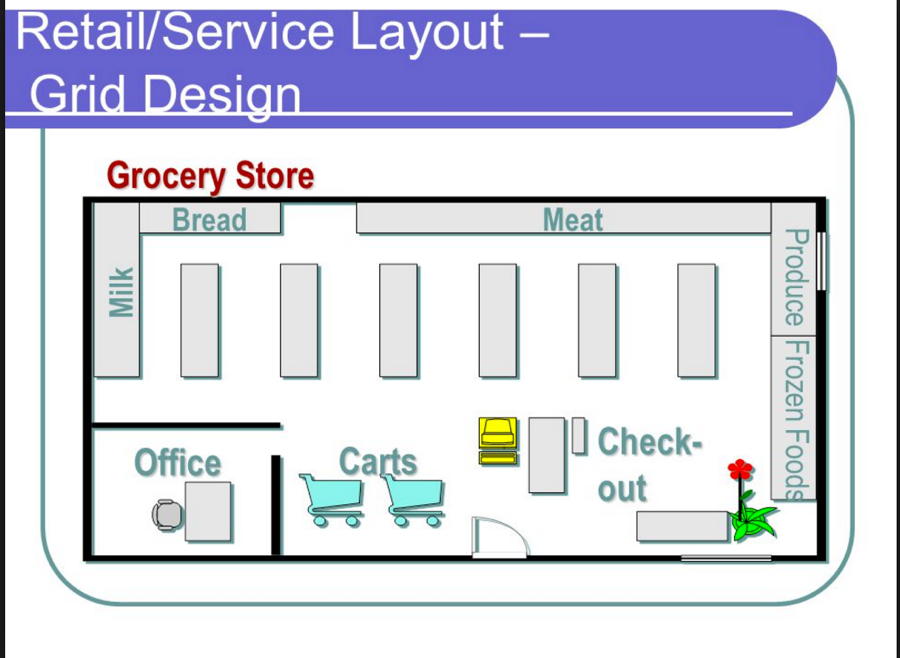 Retail/Service Layout –
Grid Design
Grocery Store
Bread
Meat
Milk
Produce
Frozen Foods
Office
Carts
Check-
out